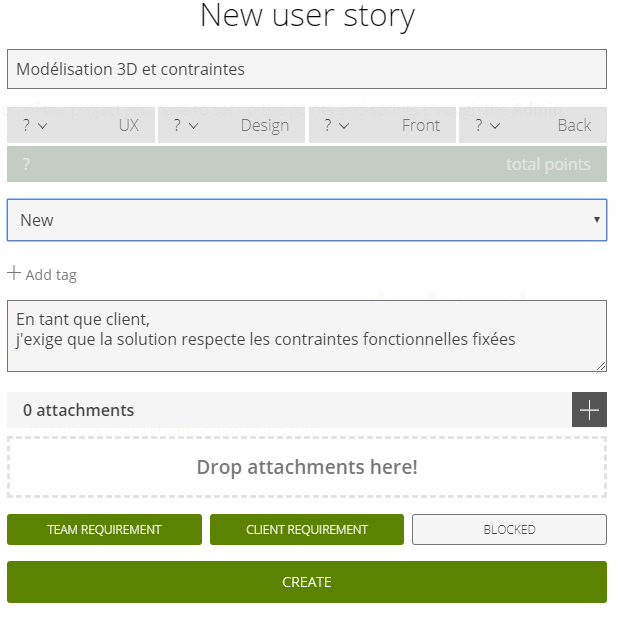 New user story
Modélisation 3D et contraintes
? UX ? Design ? Front ? Back
? total points
New
Add tag
En tant que client,
j'exige que la solution respecte les contraintes fonctionnelles fixées
0 attachments
Drop attachments here!
TEAM REQUIREMENT CLIENT REQUIREMENT BLOCKED
CREATE